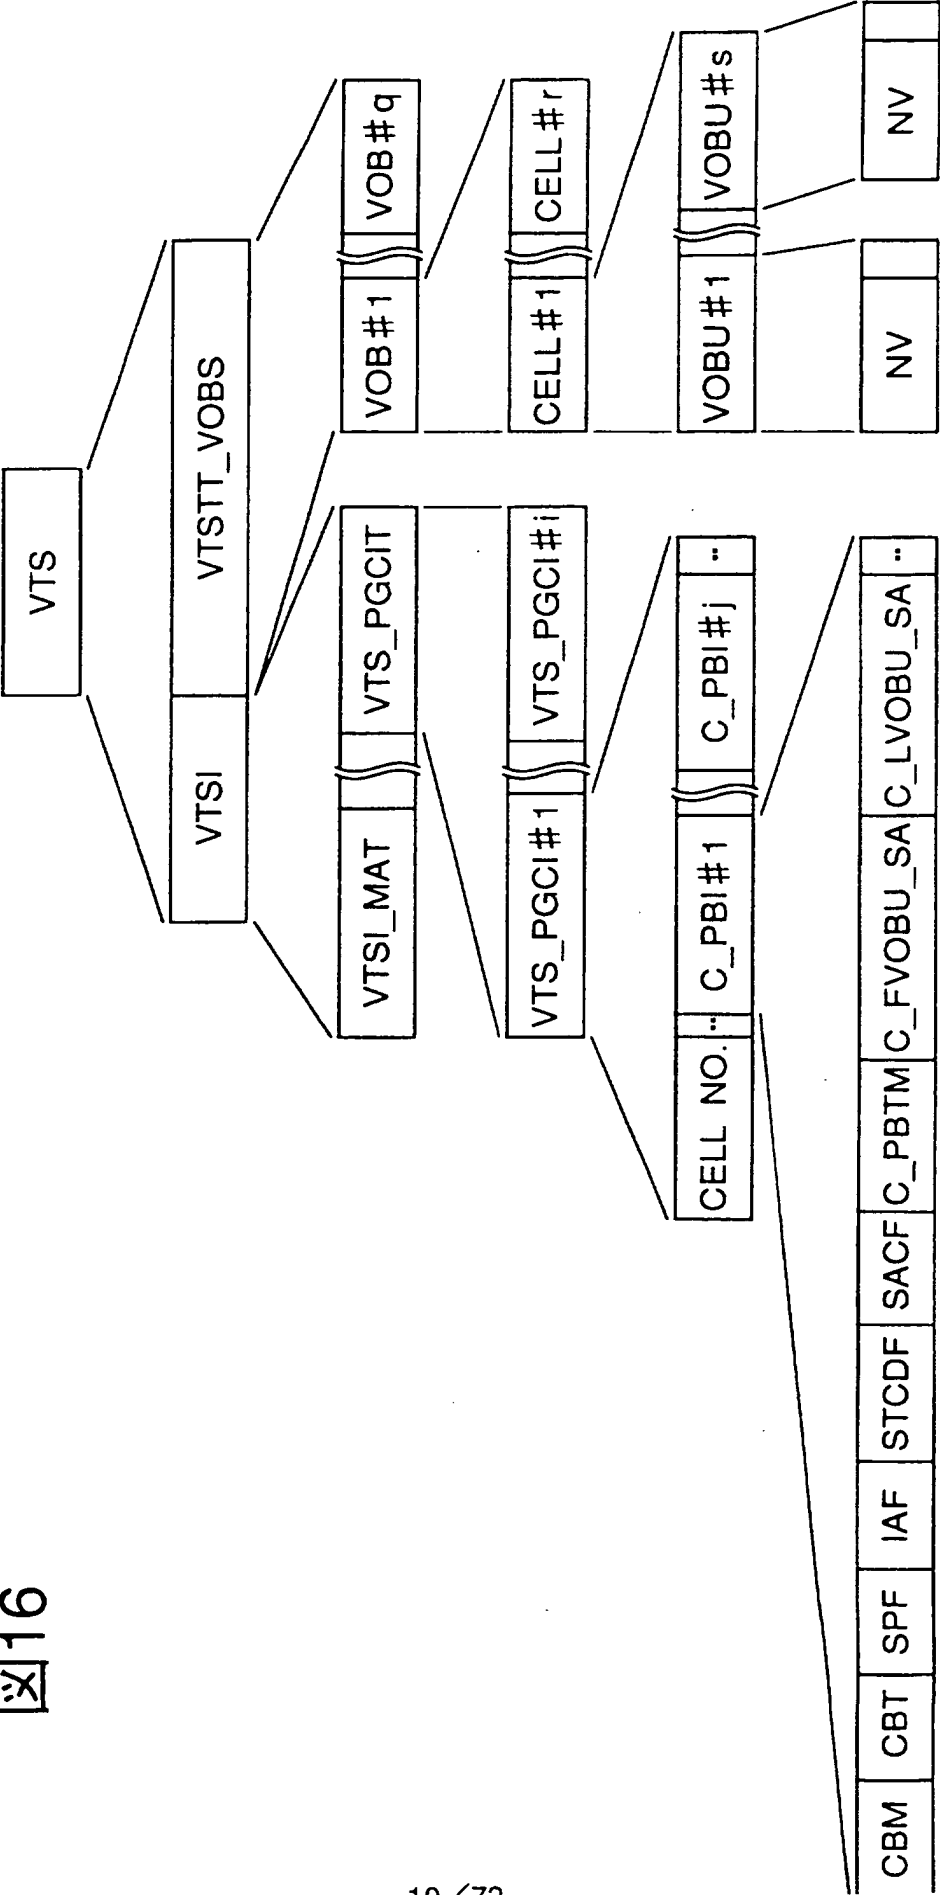 図16
VTS
VTSI VTSTT_VOBS
VTSI_MAT VTS_PGCIT VOB#1 VOB#q
VTS_PGCI#1 VTS_PGCI#i CELL#1 CELL#r
CELL NO. ‥ C_PBI#1 C_PBI#j ‥ VOBU#1 VOBU#s
CBM CBT SPF IAF STCDF SACF C_PBTM C_FVOBU_SA C_LVOBU_SA ‥ NV NV